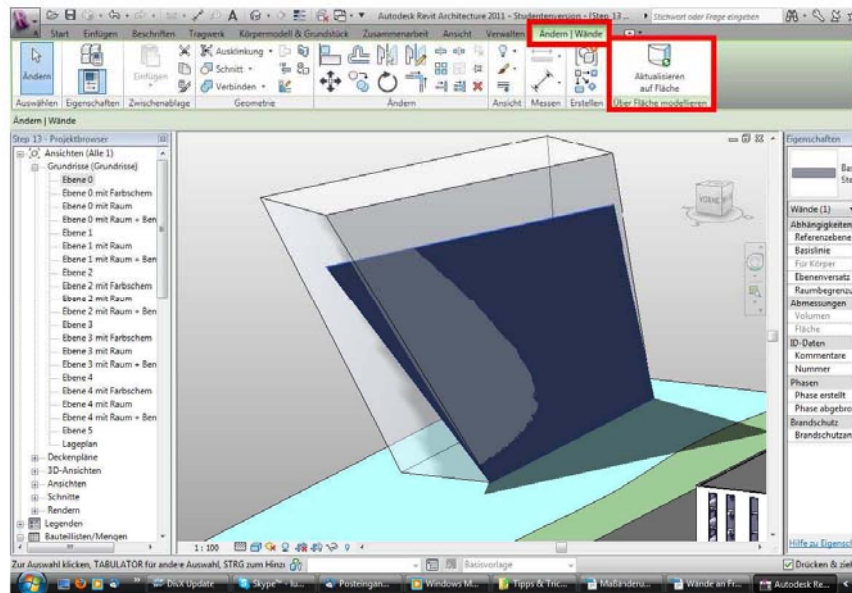 Autodesk Revit Architecture 2011 - Studentenversion - [Step 13 ...
Stichwort oder Frage eingeben
Start Einfügen Beschriften Tragwerk Körpermodell & Grundstück Zusammenarbeit Ansicht Verwalten Ändern | Wände
Ausklinkung
Schnitt
Verbinden
Ändern
Einfügen
Aktualisieren
auf Fläche
Auswählen Eigenschaften Zwischenablage Geometrie Ändern Ansicht Messen Erstellen Über Fläche modellieren
Ändern | Wände
Step 13 - Projektbrowser
Ansichten (Alle 1)
Grundrisse (Grundrisse)
Ebene 0
Ebene 0 mit Farbschem
Ebene 0 mit Raum
Ebene 0 mit Raum + Ben
Ebene 1
Ebene 1 mit Raum
Ebene 1 mit Raum + Ben
Ebene 2
Ebene 2 mit Farbschem
Ebene 2 mit Raum
Ebene 2 mit Raum + Ben
Ebene 3
Ebene 3 mit Farbschem
Ebene 3 mit Raum
Ebene 3 mit Raum + Ben
Ebene 4
Ebene 4 mit Farbschem
Ebene 4 mit Raum
Ebene 4 mit Raum + Ben
Ebene 5
Lageplan
Deckenpläne
3D-Ansichten
Ansichten
Schnitte
Rendern
Legenden
Bauteillisten/Mengen
Eigenschaften
Bas
Ste
Wände (1)
Abhängigkeiten
Referenzebene
Basislinie
Für Körper
Ebenenversatz
Raumbegrenzu
Abmessungen
Volumen
Fläche
ID-Daten
Kommentare
Nummer
Phasen
Phase erstellt
Phase abgebro
Brandschutz
Brandschutzan
Hilfe zu Eigensch
1 : 100
Zur Auswahl klicken, TABULATOR für andere Auswahl, STRG zum Hinzu
Basisvorlage
Drücken & zieh
DivX Update
Skype™ - lu...
Posteingan...
Windows M...
Tipps & Tric...
Maßänderu...
Wände an Fr...
Autodesk Re...